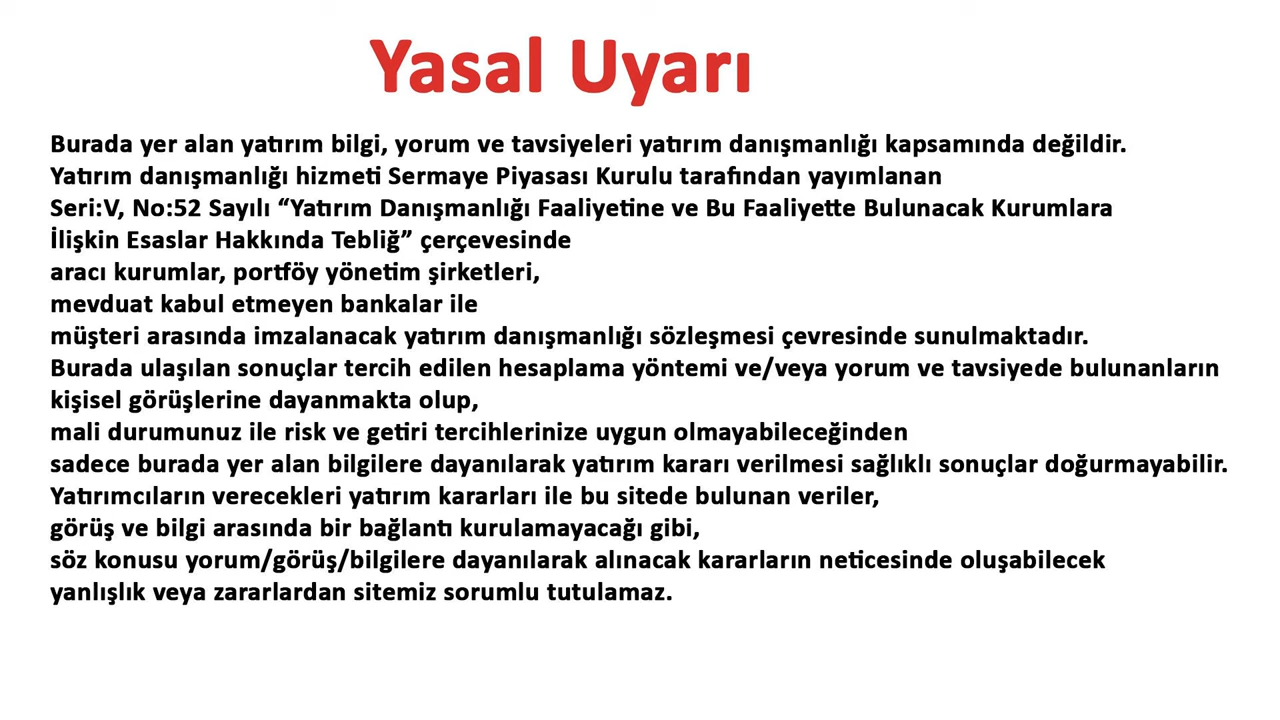 Yasal Uyarı
Burada yer alan yatırım bilgi, yorum ve tavsiyeleri yatırım danışmanlığı kapsamında değildir.
Yatırım danışmanlığı hizmeti Sermaye Piyasası Kurulu tarafından yayımlanan
Seri:V, No:52 Sayılı “Yatırım Danışmanlığı Faaliyetine ve Bu Faaliyette Bulunacak Kurumlara
İlişkin Esaslar Hakkında Tebliğ” çerçevesinde
aracı kurumlar, portföy yönetim şirketleri,
mevduat kabul etmeyen bankalar ile
müşteri arasında imzalanacak yatırım danışmanlığı sözleşmesi çevresinde sunulmaktadır.
Burada ulaşılan sonuçlar tercih edilen hesaplama yöntemi ve/veya yorum ve tavsiyede bulunanların
kişisel görüşlerine dayanmakta olup,
mali durumunuz ile risk ve getiri tercihlerinize uygun olmayabileceğinden
sadece burada yer alan bilgilere dayanılarak yatırım kararı verilmesi sağlıklı sonuçlar doğurmayabilir.
Yatırımcıların verecekleri yatırım kararları ile bu sitede bulunan veriler,
görüş ve bilgi arasında bir bağlantı kurulamayacağı gibi,
söz konusu yorum/görüş/bilgilere dayanılarak alınacak kararların neticesinde oluşabilecek
yanlışlık veya zararlardan sitemiz sorumlu tutulamaz.